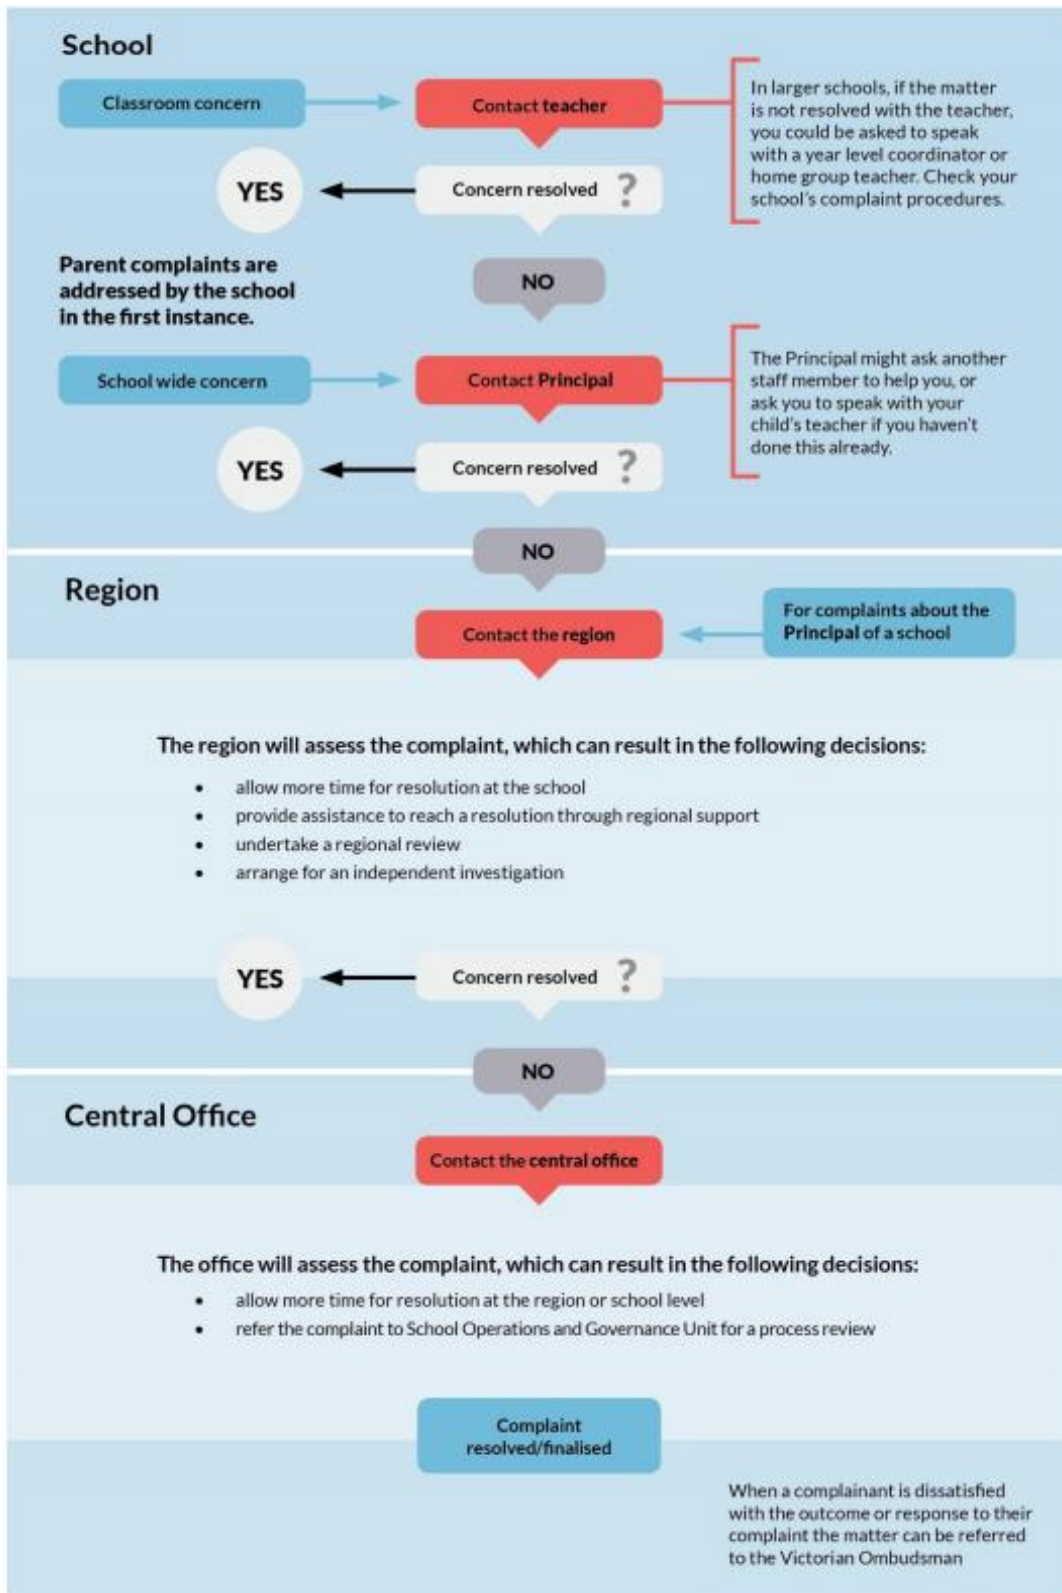 School
Classroom concern
Contact teacher
In larger schools, if the matter
is not resolved with the teacher,
you could be asked to speak
with a year level coordinator or
home group teacher. Check your
school's complaint procedures.
YES
Concern resolved ?
Parent complaints are
addressed by the school
in the first instance.
NO
School wide concern
Contact Principal
The Principal might ask another
staff member to help you, or
ask you to speak with your
child's teacher if you haven't
done this already.
YES
Concern resolved ?
NO
Region
Contact the region
For complaints about the
Principal of a school
The region will assess the complaint, which can result in the following decisions:
• allow more time for resolution at the school
• provide assistance to reach a resolution through regional support
• undertake a regional review
• arrange for an independent investigation
YES
Concern resolved ?
NO
Central Office
Contact the central office
The office will assess the complaint, which can result in the following decisions:
• allow more time for resolution at the region or school level
• refer the complaint to School Operations and Governance Unit for a process review
Complaint
resolved/finalised
When a complainant is dissatisfied
with the outcome or response to their
complaint the matter can be referred
to the Victorian Ombudsman